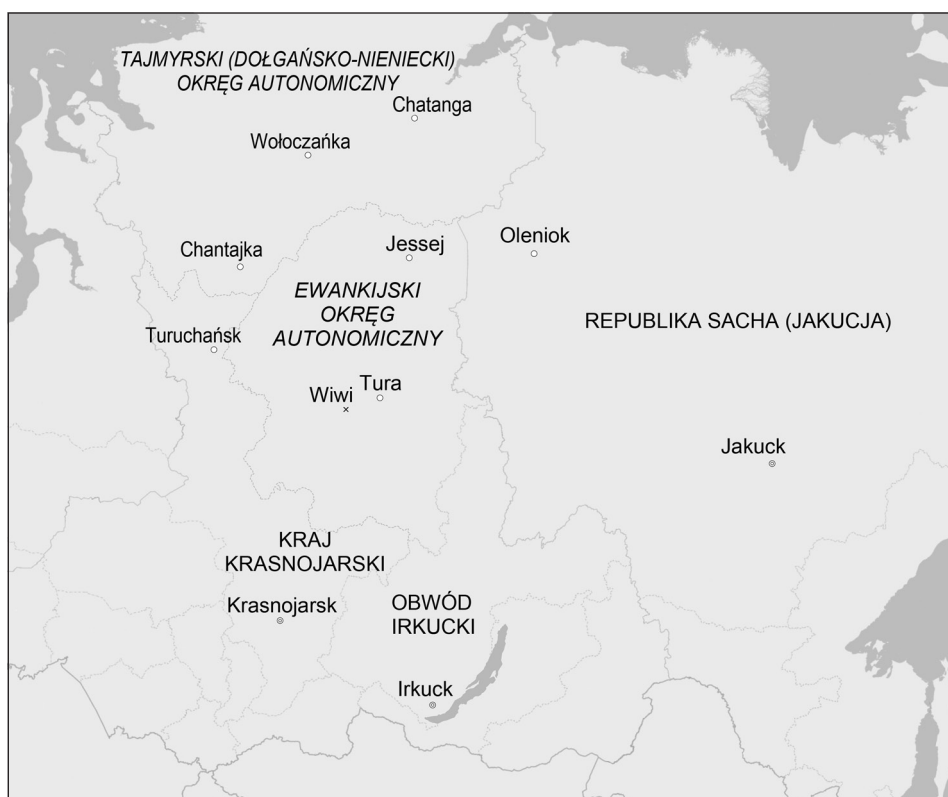 TAJMYRSKI (DOŁGAŃSKO-NIENIECKI)
OKRĘG AUTONOMICZNY
Chatanga
Wołoczańka
Chantajka
Jessej
Oleniok
EWANKIJSKI
OKRĘG
AUTONOMICZNY
REPUBLIKA SACHA (JAKUCJA)
Turuchańsk
Wiwi
Tura
Jakuck
KRAJ
KRASNOJARSKI
Krasnojarsk
OBWÓD
IRKUCKI
Irkuck